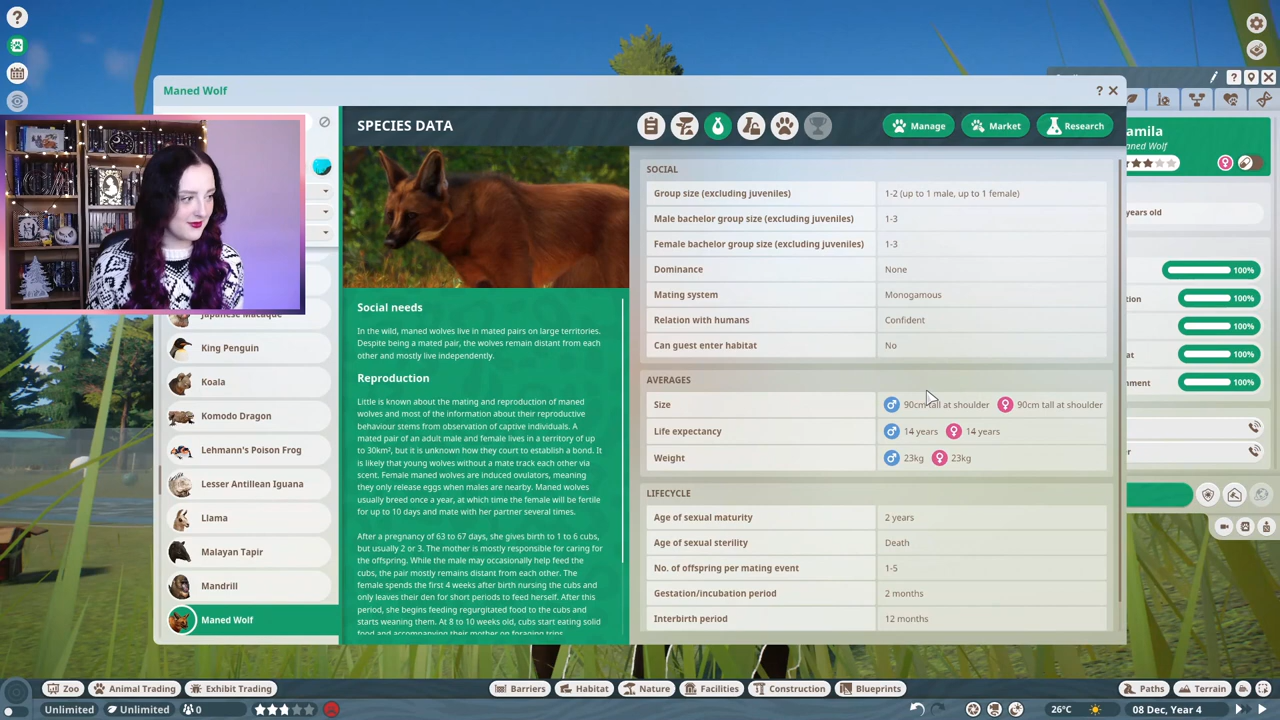 Maned Wolf
?
SPECIES DATA
Manage
Market
Research
King Penguin
Koala
Komodo Dragon
Lehmann's Poison Frog
Lesser Antillean Iguana
Llama
Malayan Tapir
Mandrill
Maned Wolf
Social needs
In the wild, maned wolves live in mated pairs on large territories.
Despite being a mated pair, the wolves remain distant from each
other and mostly live independently.
Reproduction
Little is known about the mating and reproduction of maned
wolves and most of the information about their reproductive
behaviour stems from observation of captive individuals. A
mated pair of an adult male and female lives in a territory of up
to 30km², but it is unknown how they court to establish a bond. It
is likely that young wolves without a mate track each other via
scent. Female maned wolves are induced ovulators, meaning
they only release eggs when males are nearby. Maned wolves
usually breed once a year, at which time the female will be fertile
for up to 10 days and mate with her partner several times.
After a pregnancy of 63 to 67 days, she gives birth to 1 to 6 cubs,
but usually 2 or 3. The mother is mostly responsible for caring for
the offspring. While the male may occasionally help feed the
cubs, the pair mostly remains distant from each other. The
female spends the first 4 weeks after birth nursing the cubs and
only leaves their den for short periods to feed herself. After this
period, she begins feeding regurgitated food to the cubs and
starts weaning them. At 8 to 10 weeks old, cubs start eating solid
food and accompanying their mother on foraging trips.
SOCIAL
Group size (excluding juveniles) 1-2 (up to 1 male, up to 1 female)
Male bachelor group size (excluding juveniles) 1-3
Female bachelor group size (excluding juveniles) 1-3
Dominance None
Mating system Monogamous
Relation with humans Confident
Can guest enter habitat No
AVERAGES
Size 90cm tall at shoulder 90cm tall at shoulder
Life expectancy 14 years 14 years
Weight 23kg 23kg
LIFECYCLE
Age of sexual maturity 2 years
Age of sexual sterility Death
No. of offspring per mating event 1-5
Gestation/incubation period 2 months
Interbirth period 12 months
amila
aned Wolf
years old
100%
tion 100%
100%
at 100%
nment 100%
Zoo Animal Trading Exhibit Trading Barriers Habitat Nature Facilities Construction Blueprints Paths Terrain
Unlimited Unlimited 0 26°C 08 Dec, Year 4